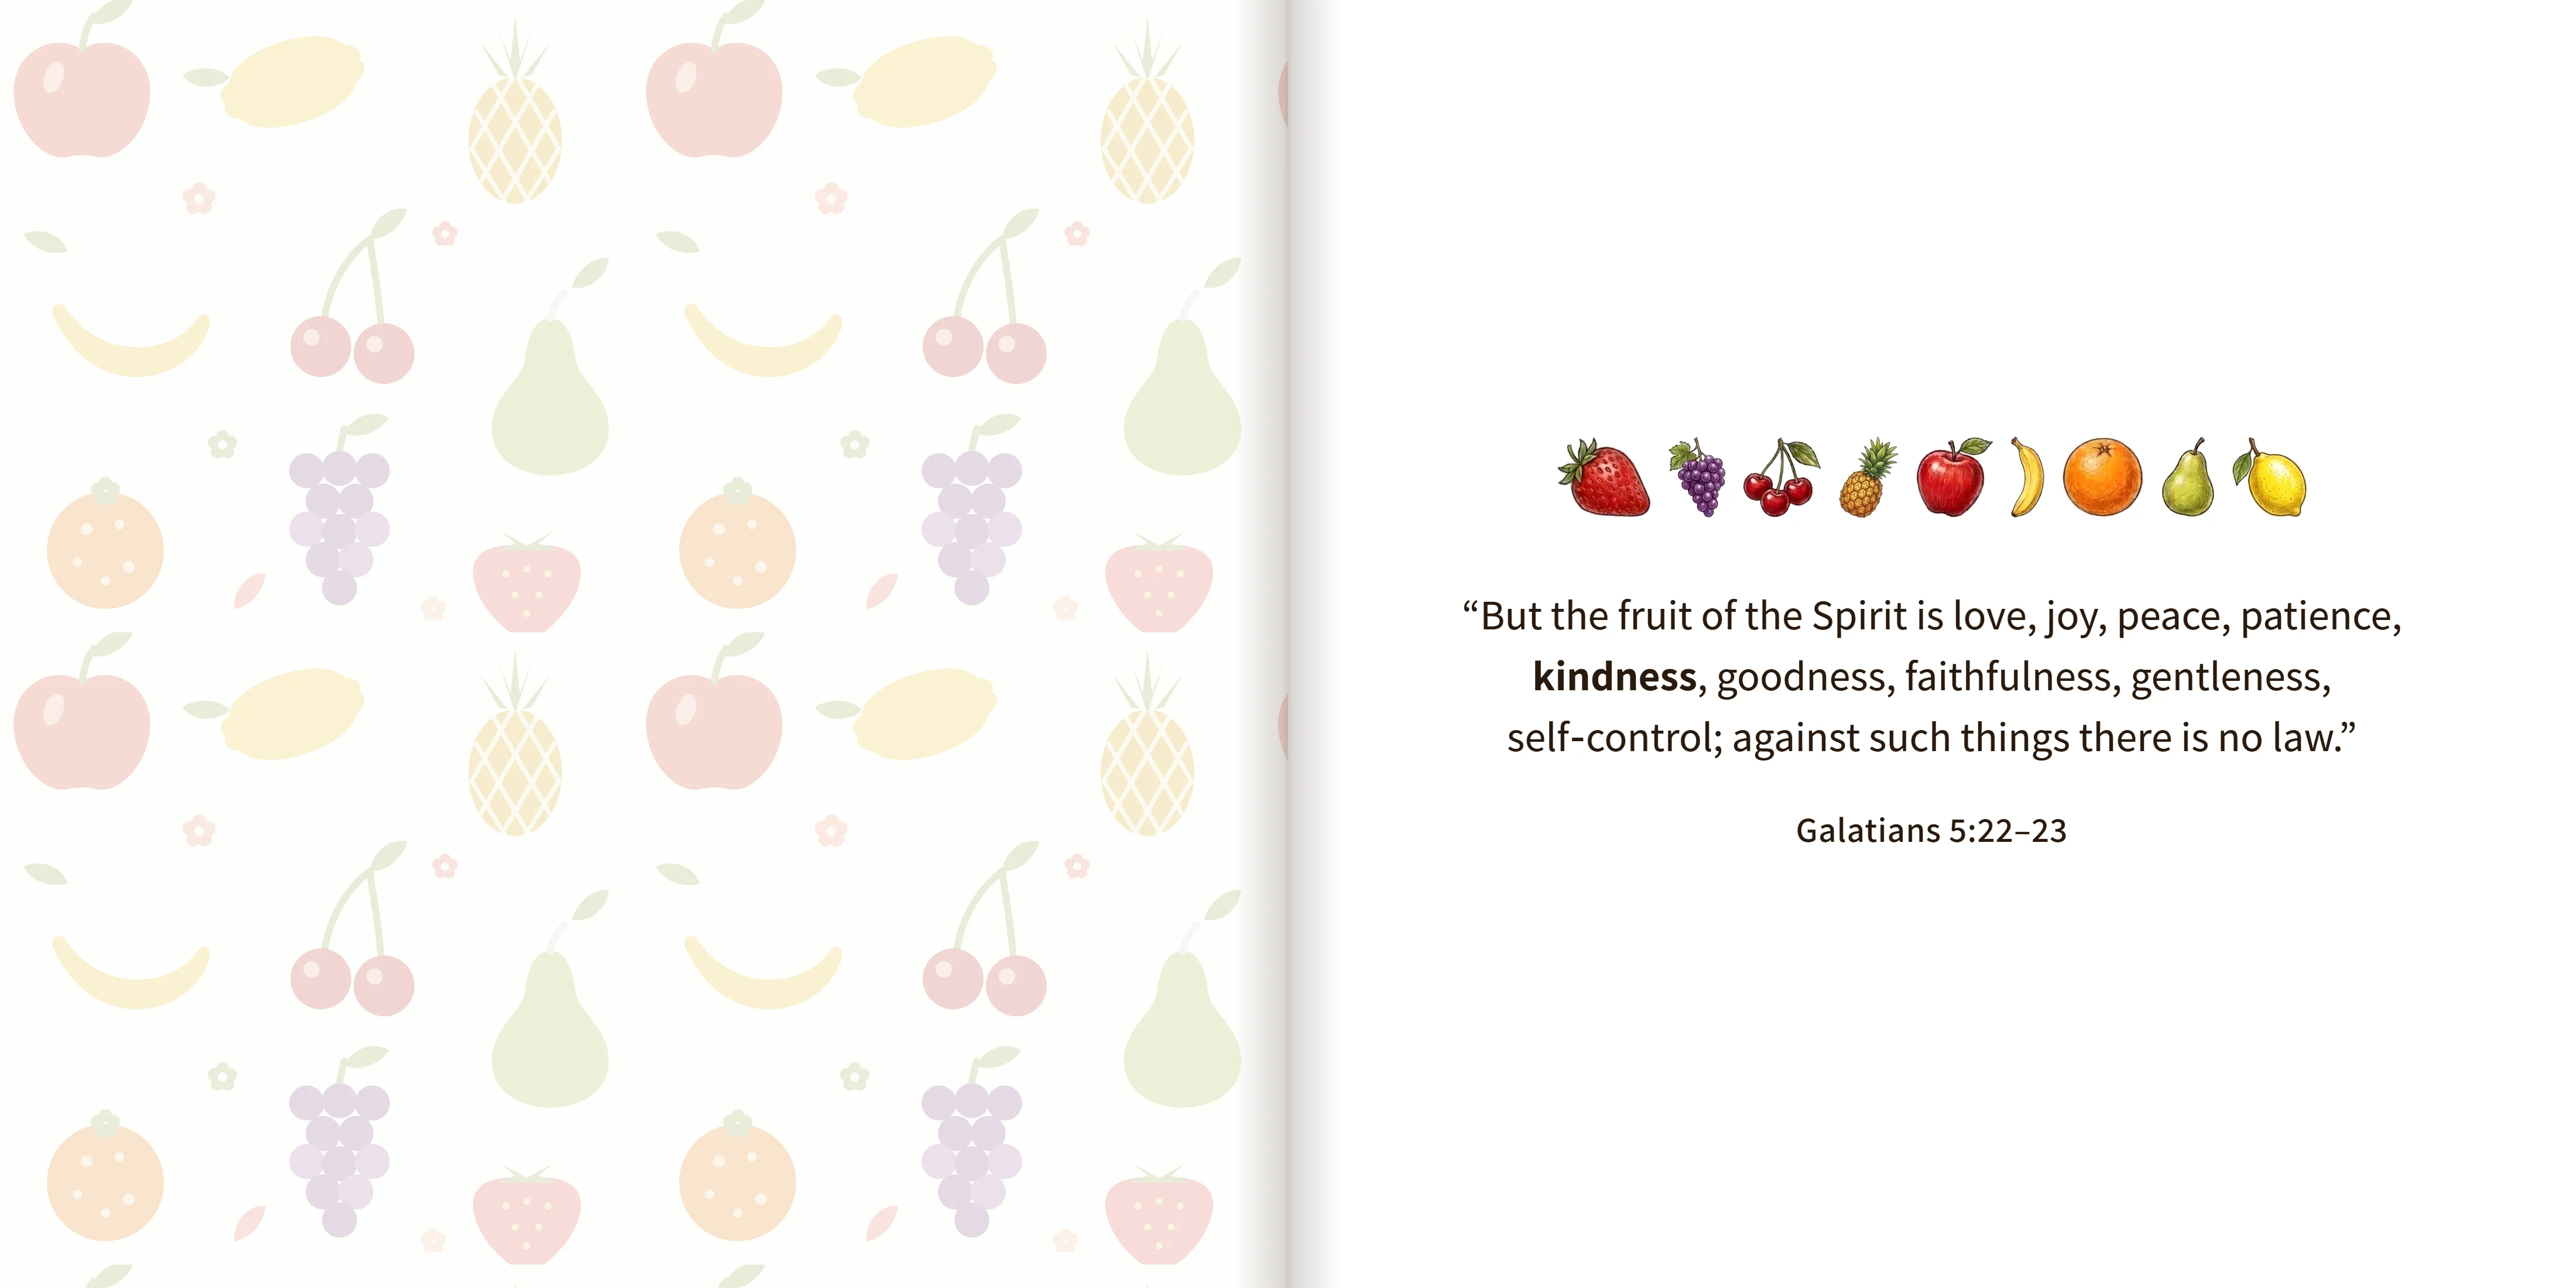 “But the fruit of the Spirit is love, joy, peace, patience,
kindness, goodness, faithfulness, gentleness,
self-control; against such things there is no law.”
Galatians 5:22–23